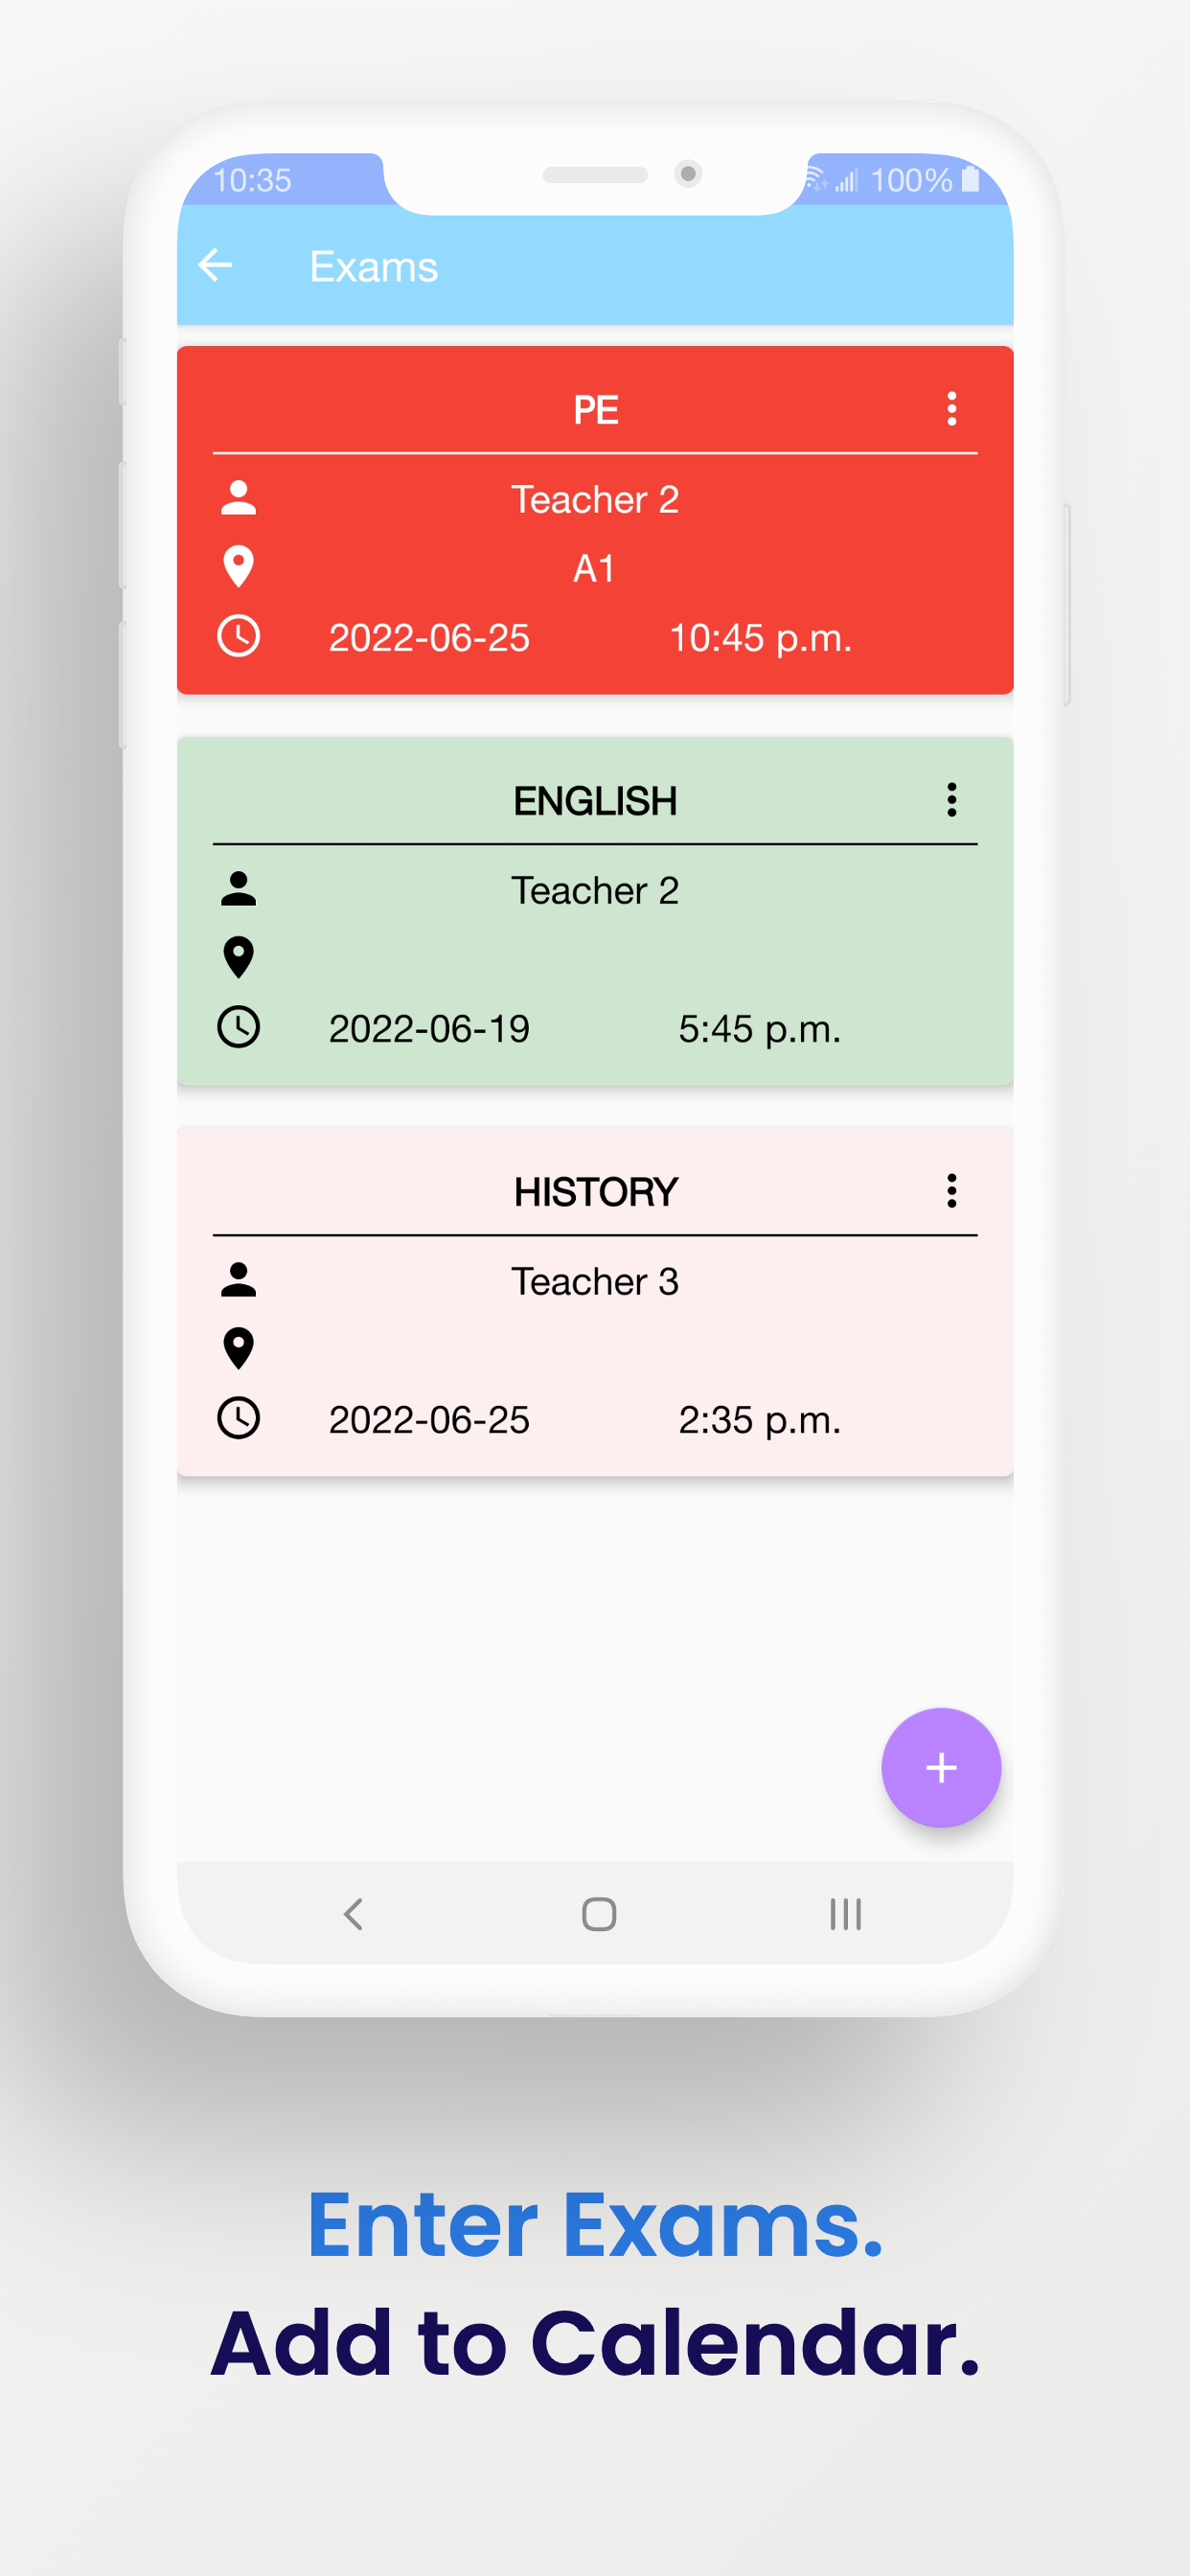 10:35
100%
Exams
PE
Teacher 2
A1
2022-06-25 10:45 p.m.
ENGLISH
Teacher 2
2022-06-19 5:45 p.m.
HISTORY
Teacher 3
2022-06-25 2:35 p.m.
Enter Exams.
Add to Calendar.